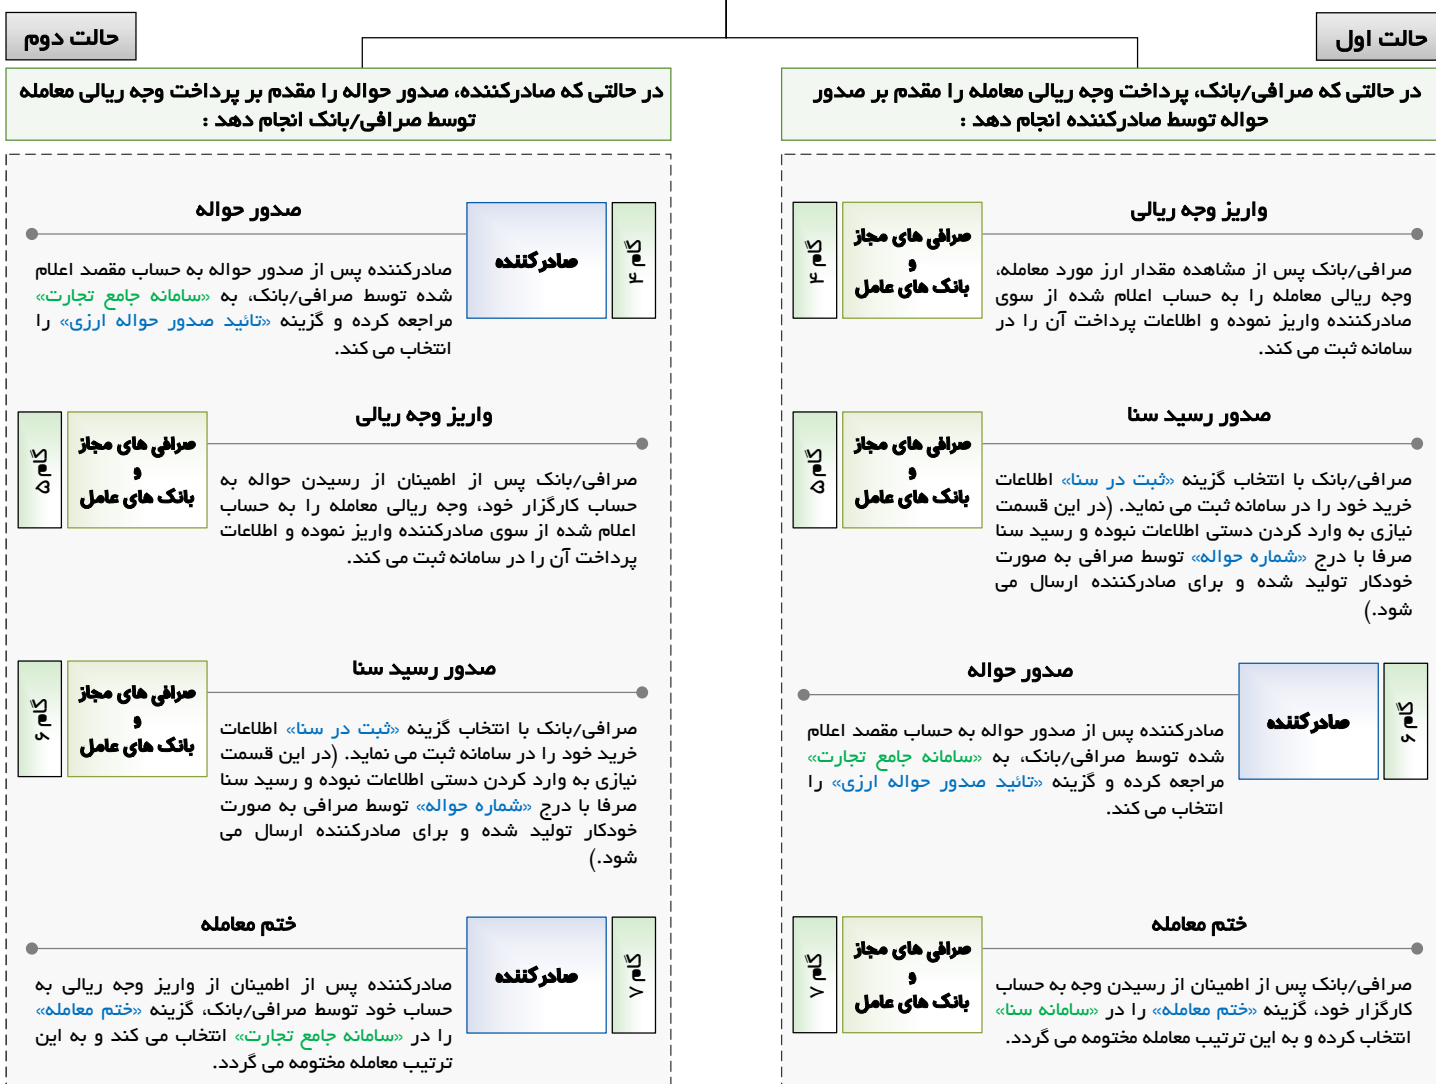 حالت اول
در حالتی که صرافی/بانک، پرداخت وجه ریالی معامله را مقدم بر صدور
حواله توسط صادرکننده انجام دهد :
گام ۴
صرافی های مجاز
و
بانک های عامل
واریز وجه ریالی
صرافی/بانک پس از مشاهده مقدار ارز مورد معامله،
وجه ریالی معامله را به حساب اعلام شده از سوی
صادرکننده واریز نموده و اطلاعات پرداخت آن را در
سامانه ثبت می کند.
گام ۵
صرافی های مجاز
و
بانک های عامل
صدور رسید سنا
صرافی/بانک با انتخاب گزینه «ثبت در سنا» اطلاعات
خرید خود را در سامانه ثبت می نماید. (در این قسمت
نیازی به وارد کردن دستی اطلاعات نبوده و رسید سنا
صرفا با درج «شماره حواله» توسط صرافی به صورت
خودکار تولید شده و برای صادرکننده ارسال می
شود.)
گام ۶
صادرکننده
صدور حواله
صادرکننده پس از صدور حواله به حساب مقصد اعلام
شده توسط صرافی/بانک، به «سامانه جامع تجارت»
مراجعه کرده و گزینه «تائید صدور حواله ارزی» را
انتخاب می کند.
گام ۷
صرافی های مجاز
و
بانک های عامل
ختم معامله
صرافی/بانک پس از اطمینان از رسیدن وجه به حساب
کارگزار خود، گزینه «ختم معامله» را در «سامانه سنا»
انتخاب کرده و به این ترتیب معامله مختومه می گردد.
حالت دوم
در حالتی که صادرکننده، صدور حواله را مقدم بر پرداخت وجه ریالی معامله
توسط صرافی/بانک انجام دهد :
گام ۴
صادرکننده
صدور حواله
صادرکننده پس از صدور حواله به حساب مقصد اعلام
شده توسط صرافی/بانک، به «سامانه جامع تجارت»
مراجعه کرده و گزینه «تائید صدور حواله ارزی» را
انتخاب می کند.
گام ۵
صرافی های مجاز
و
بانک های عامل
واریز وجه ریالی
صرافی/بانک پس از اطمینان از رسیدن حواله به
حساب کارگزار خود، وجه ریالی معامله را به حساب
اعلام شده از سوی صادرکننده واریز نموده و اطلاعات
پرداخت آن را در سامانه ثبت می کند.
گام ۶
صرافی های مجاز
و
بانک های عامل
صدور رسید سنا
صرافی/بانک با انتخاب گزینه «ثبت در سنا» اطلاعات
خرید خود را در سامانه ثبت می نماید. (در این قسمت
نیازی به وارد کردن دستی اطلاعات نبوده و رسید سنا
صرفا با درج «شماره حواله» توسط صرافی به صورت
خودکار تولید شده و برای صادرکننده ارسال می
شود.)
گام ۷
صادرکننده
ختم معامله
صادرکننده پس از اطمینان از واریز وجه ریالی به
حساب خود توسط صرافی/بانک، گزینه «ختم معامله»
را در «سامانه جامع تجارت» انتخاب می کند و به این
ترتیب معامله مختومه می گردد.